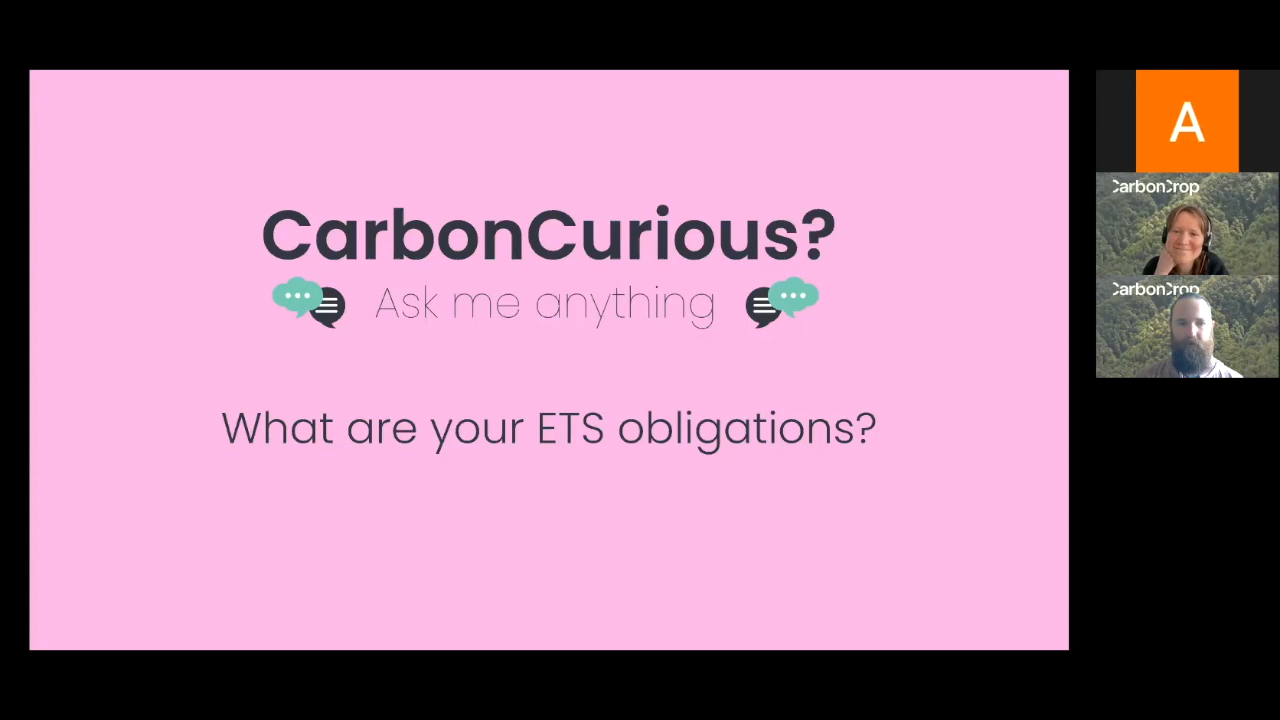 CarbonCurious?
Ask me anything
What are your ETS obligations?
A
CarbonCrop
CarbonCrop